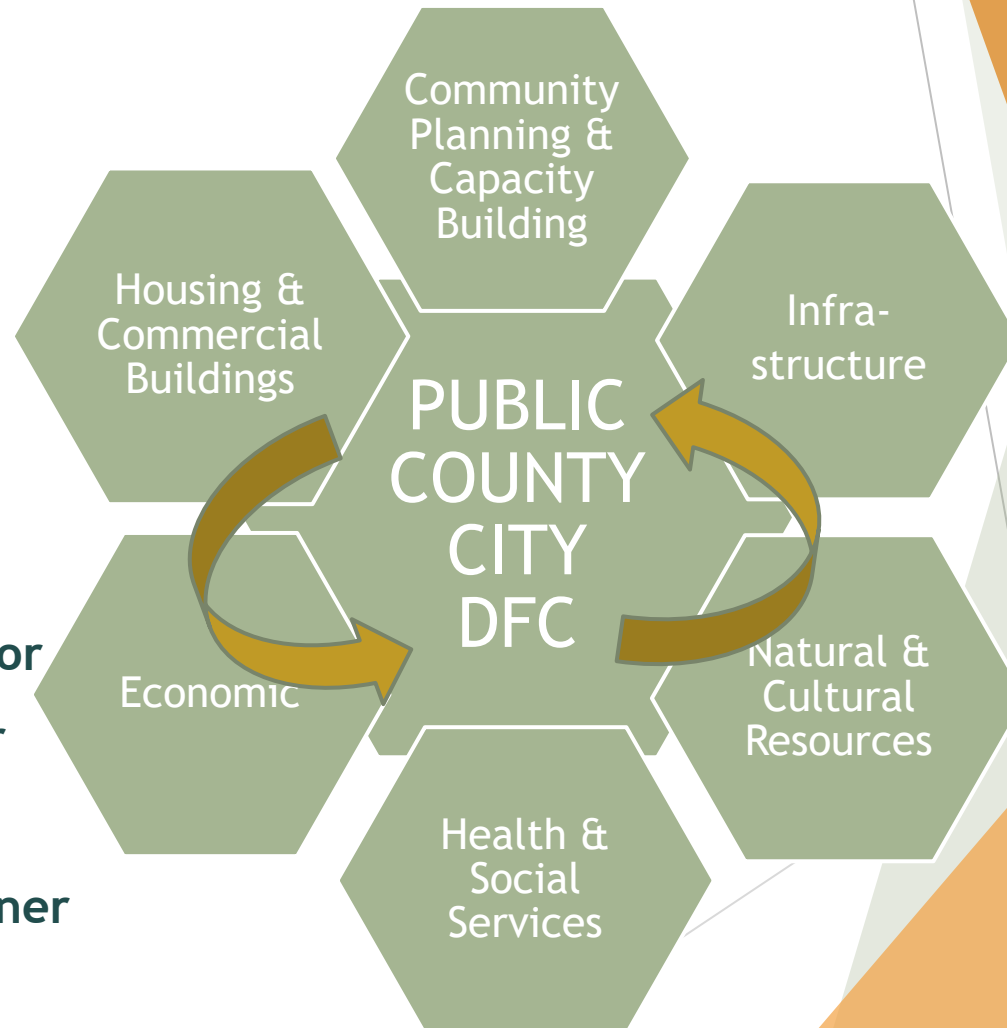 Community
Planning &
Capacity
Building
Housing &
Commercial
Buildings
Infra-
structure
PUBLIC
COUNTY
CITY
DFC
or
r
ner
Economic
Natural &
Cultural
Resources
Health &
Social
Services